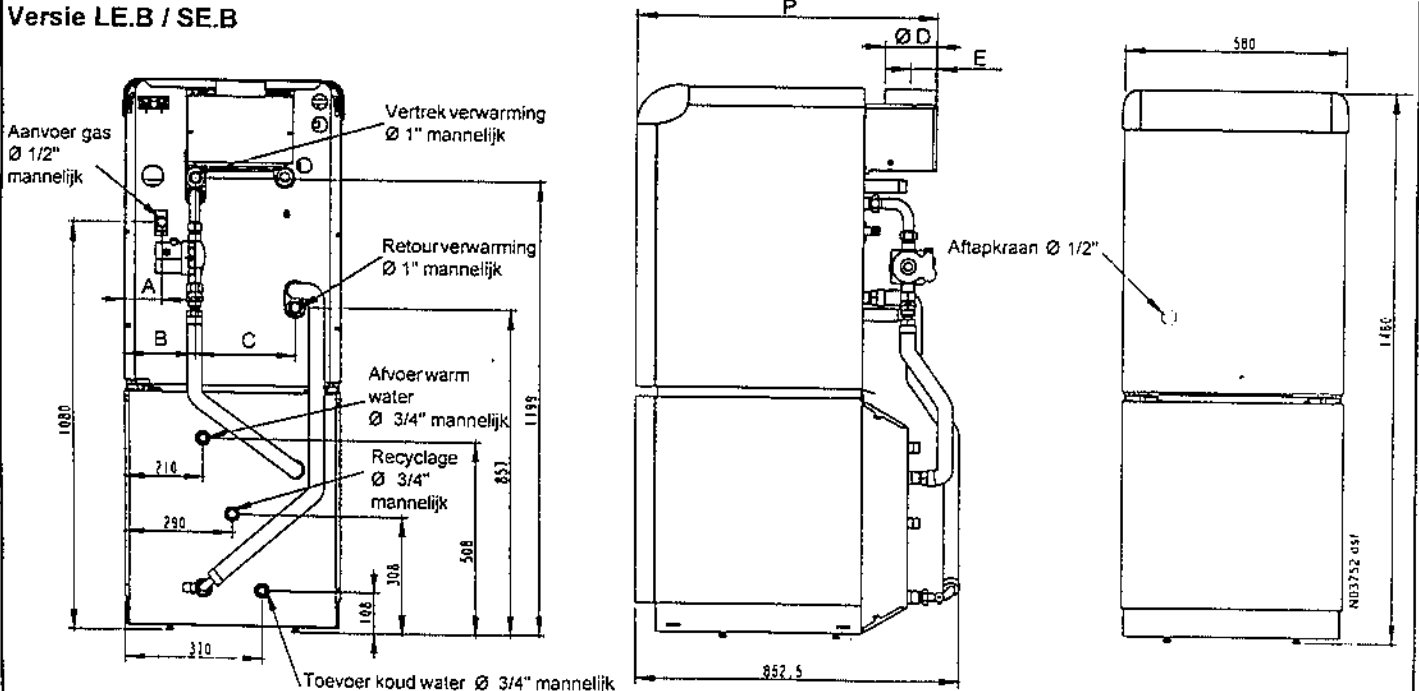 Versie LE.B / SE.B
Aanvoer gas
Ø 1/2"
mannelijk
Vertrek verwarming
Ø 1" mannelijk
Retour verwarming
Ø 1" mannelijk
A
B
C
Afvoer warm
water
Ø 3/4" mannelijk
Recyclage
Ø 3/4"
mannelijk
1080
210
290
310
108
308
508
857
1199
Toevoer koud water Ø 3/4" mannelijk
P
Ø D
E
852,5
580
Aftapkraan Ø 1/2"
1460